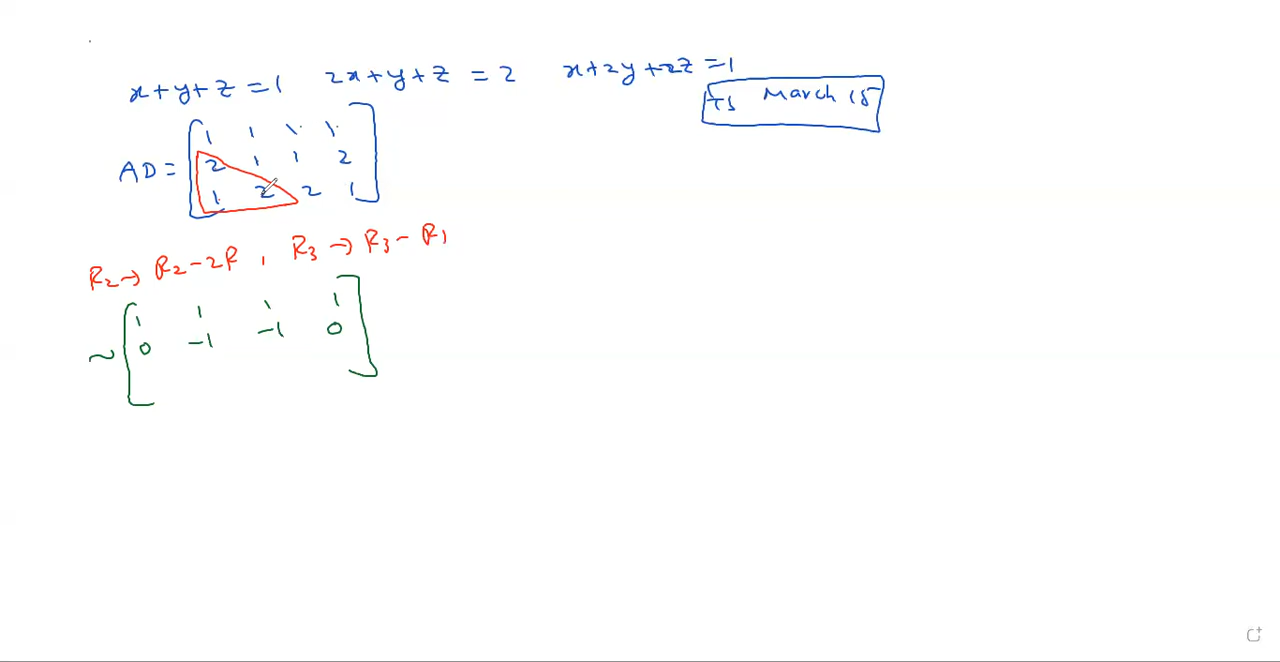 x+y+z=1 2x+y+z=2 x+2y+2z=1
TS March 15
AD= [ 1 1 1 1
2 1 1 2
1 2 2 1 ]
R2→R2-2R, R3→R3-R1
~ [ 1 1 1 1
0 -1 -1 0 ]